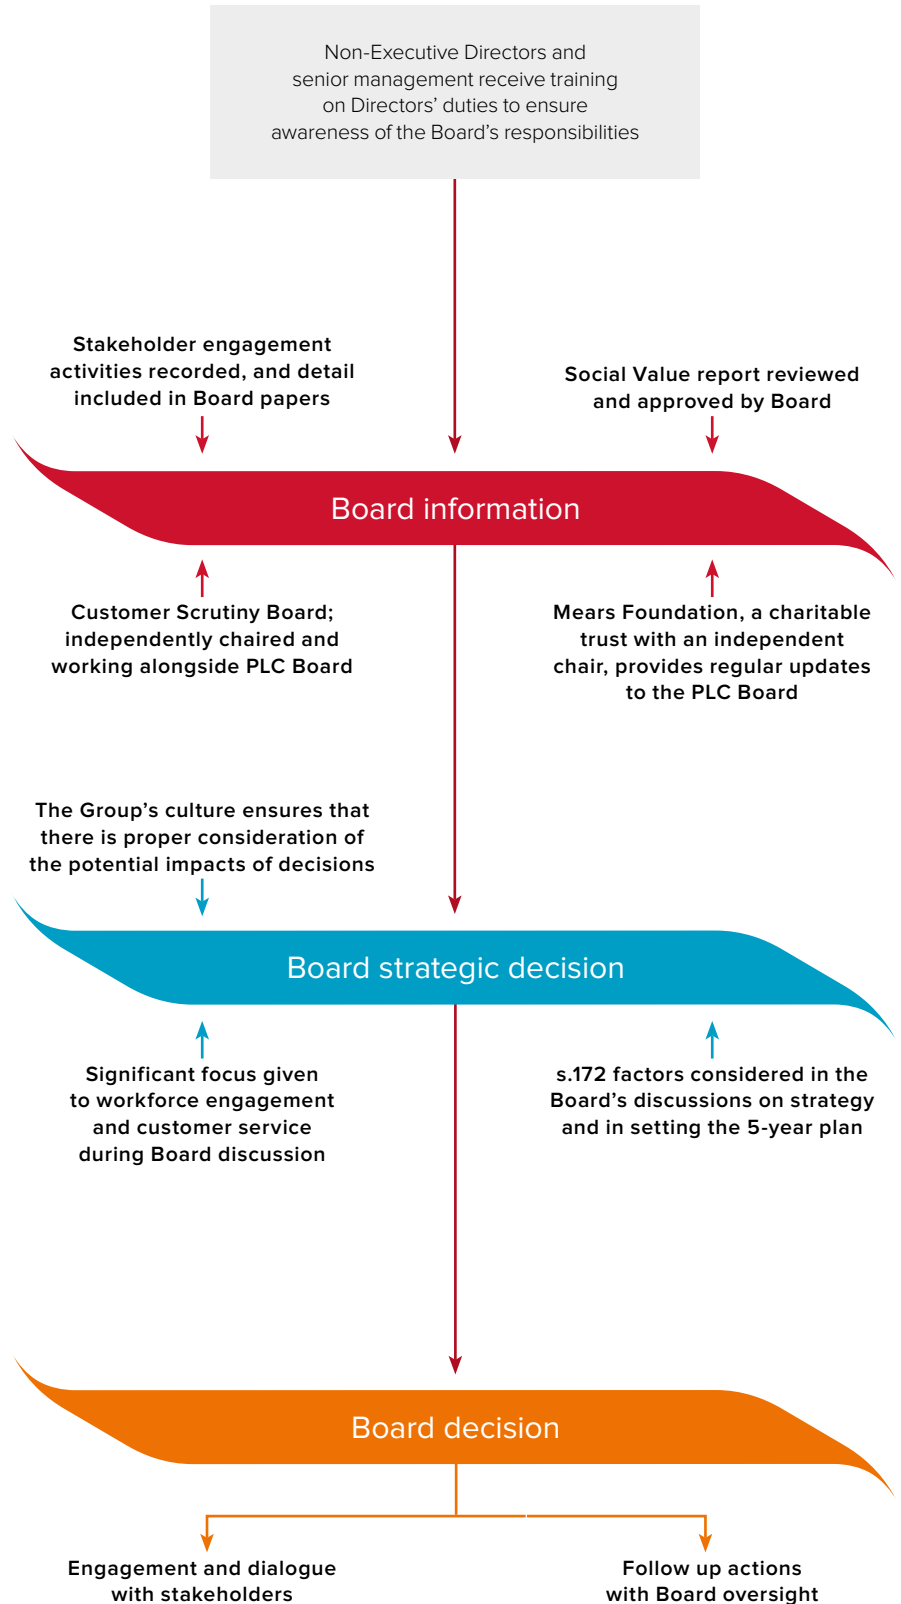 Non-Executive Directors and
senior management receive training
on Directors’ duties to ensure
awareness of the Board’s responsibilities
Stakeholder engagement
activities recorded, and detail
included in Board papers
Social Value report reviewed
and approved by Board
Board information
Customer Scrutiny Board;
independently chaired and
working alongside PLC Board
Mears Foundation, a charitable
trust with an independent
chair, provides regular updates
to the PLC Board
The Group’s culture ensures that
there is proper consideration of
the potential impacts of decisions
Board strategic decision
Significant focus given
to workforce engagement
and customer service
during Board discussion
s.172 factors considered in the
Board’s discussions on strategy
and in setting the 5-year plan
Board decision
Engagement and dialogue
with stakeholders
Follow up actions
with Board oversight